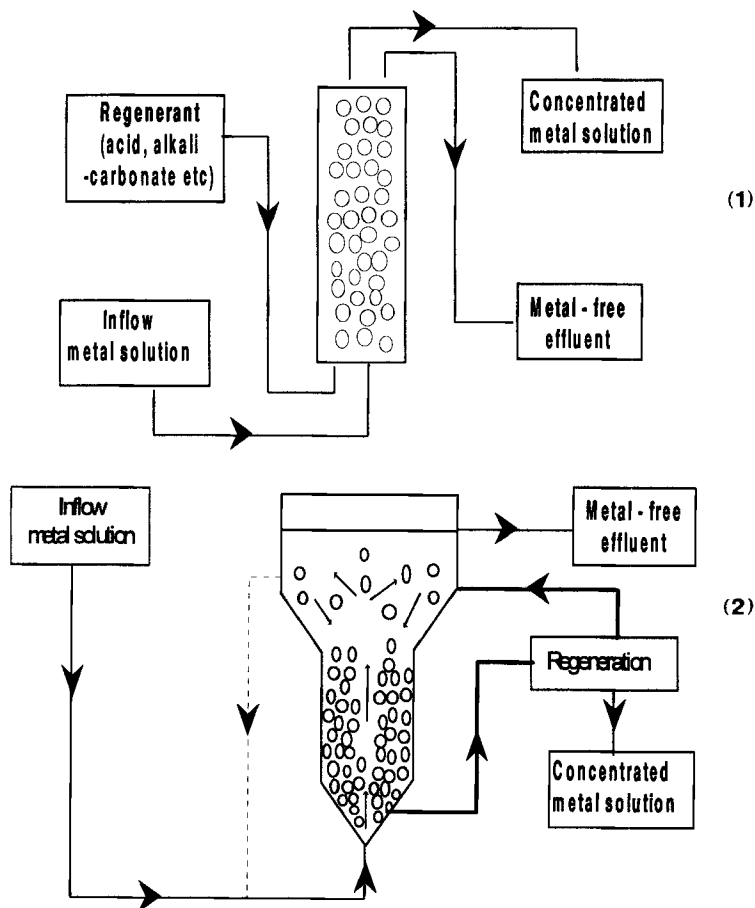 Regenerant
(acid, alkali
-carbonate etc)
Concentrated
metal solution
(1)
Inflow
metal solution
Metal - free
effluent
Inflow
metal solution
Metal - free
effluent
(2)
Regeneration
Concentrated
metal solution